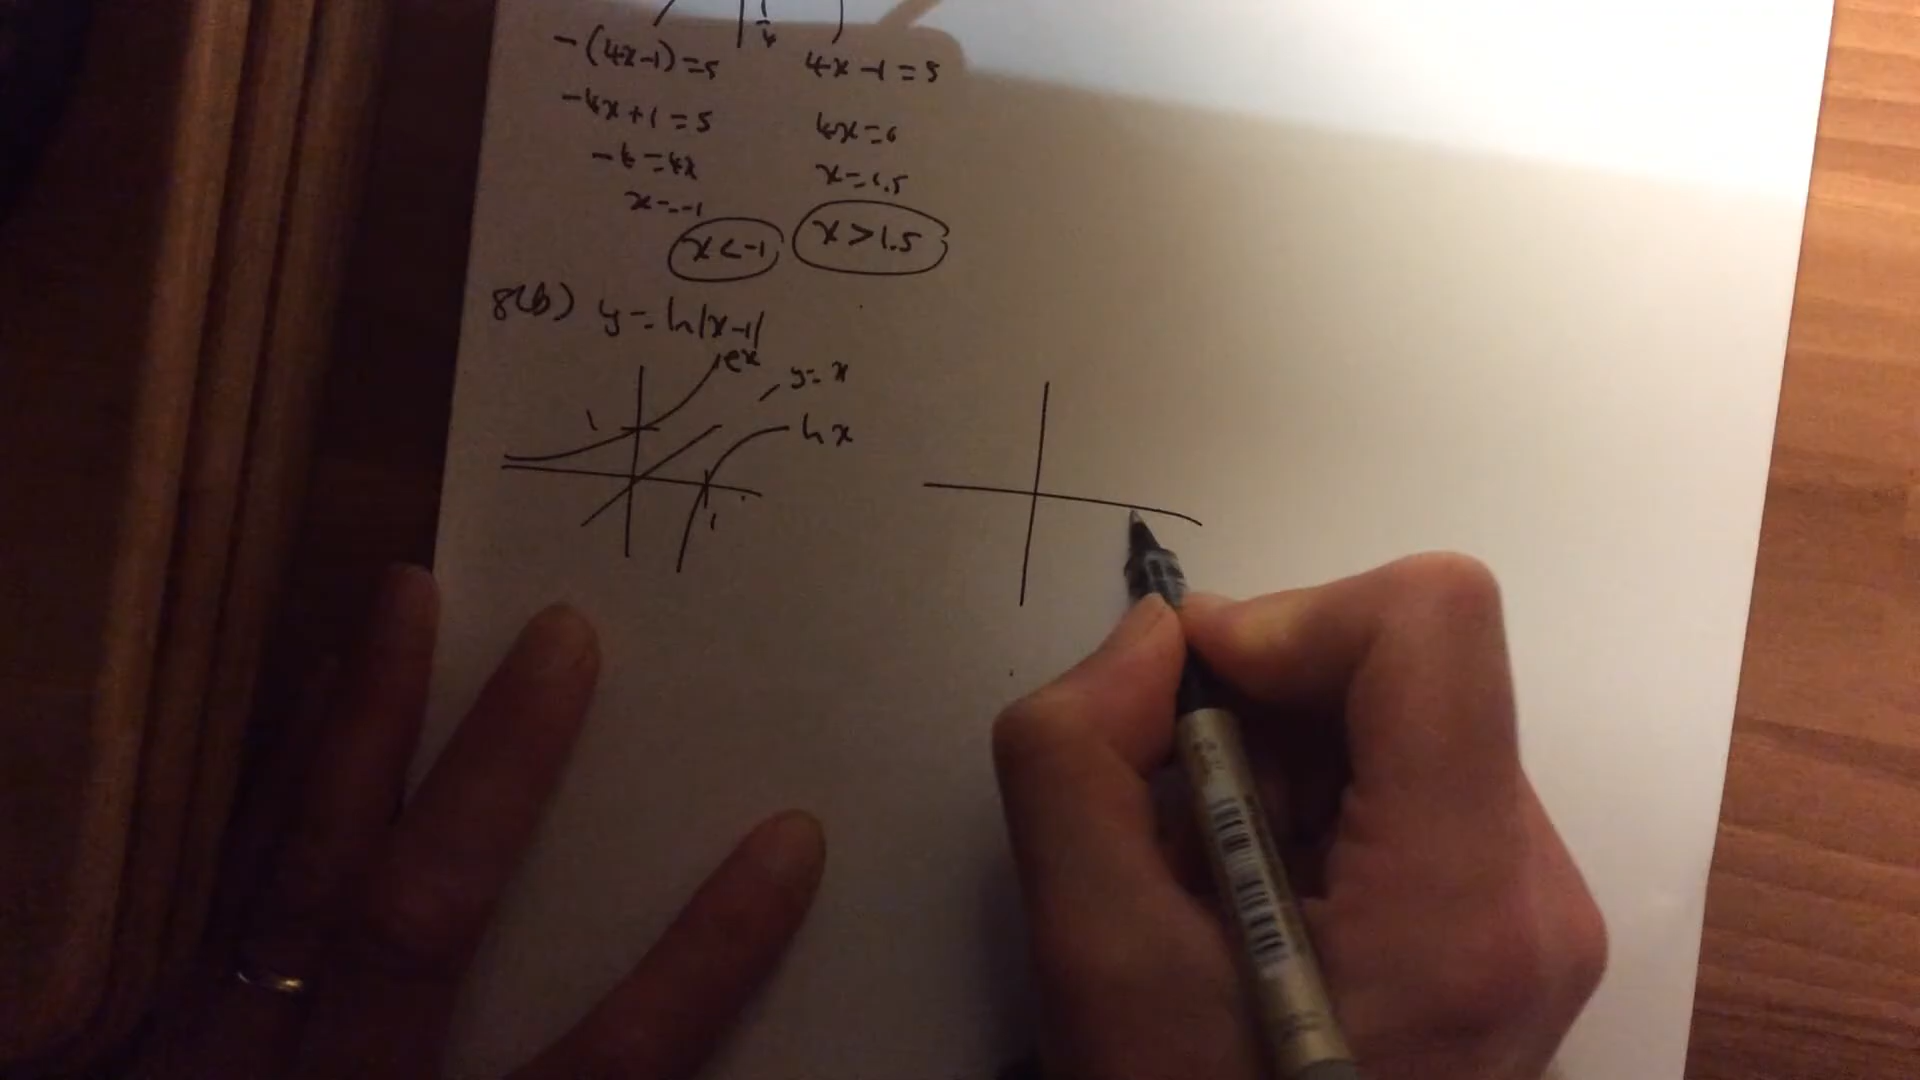 -(4x-1)=5 4x-1=5
-4x+1=5 4x=6
-4=4x x=1.5
x=-1
x<-1 x>1.5
8(b) y=ln|x-1|
e^x
y=x
1
ln x
1